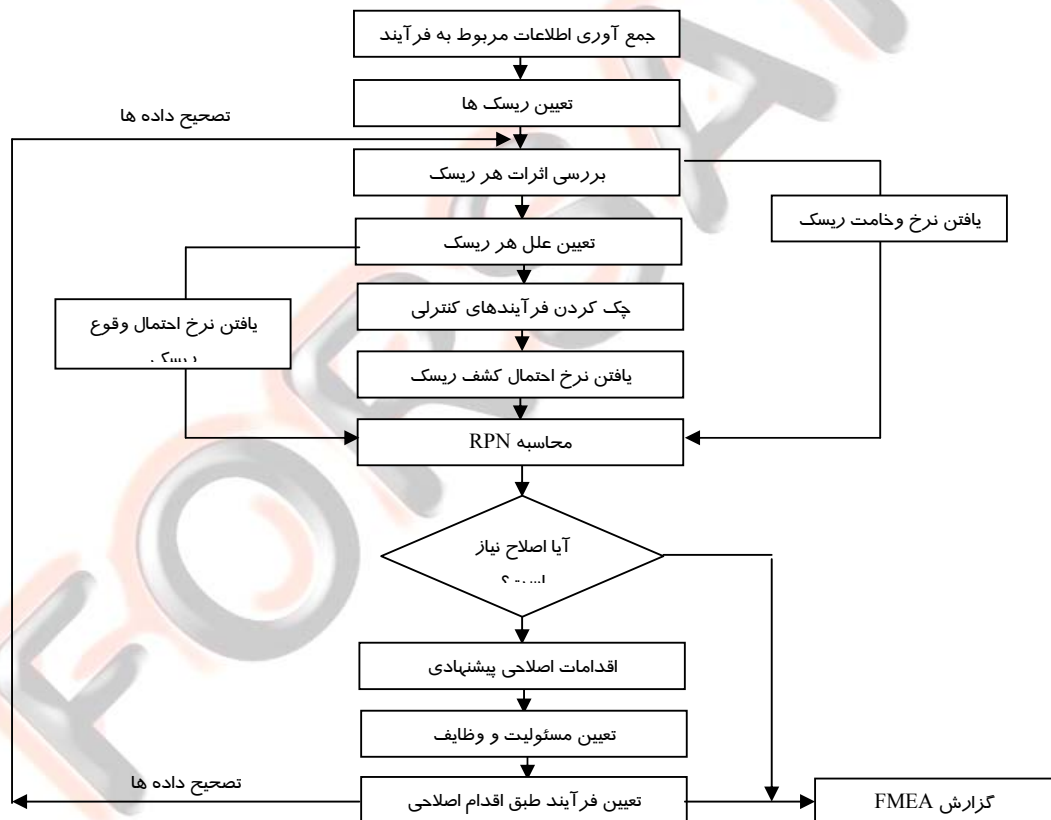 جمع آوری اطلاعات مربوط به فرآیند
تعیین ریسک ها
تصحیح داده ها
بررسی اثرات هر ریسک
یافتن نرخ وخامت ریسک
تعیین علل هر ریسک
چک کردن فرآیندهای کنترلی
یافتن نرخ احتمال وقوع
ریسک
یافتن نرخ احتمال کشف ریسک
محاسبه RPN
آیا اصلاح نیاز
است؟
اقدامات اصلاحی پیشنهادی
تعیین مسئولیت و وظایف
تصحیح داده ها
تعیین فرآیند طبق اقدام اصلاحی
گزارش FMEA